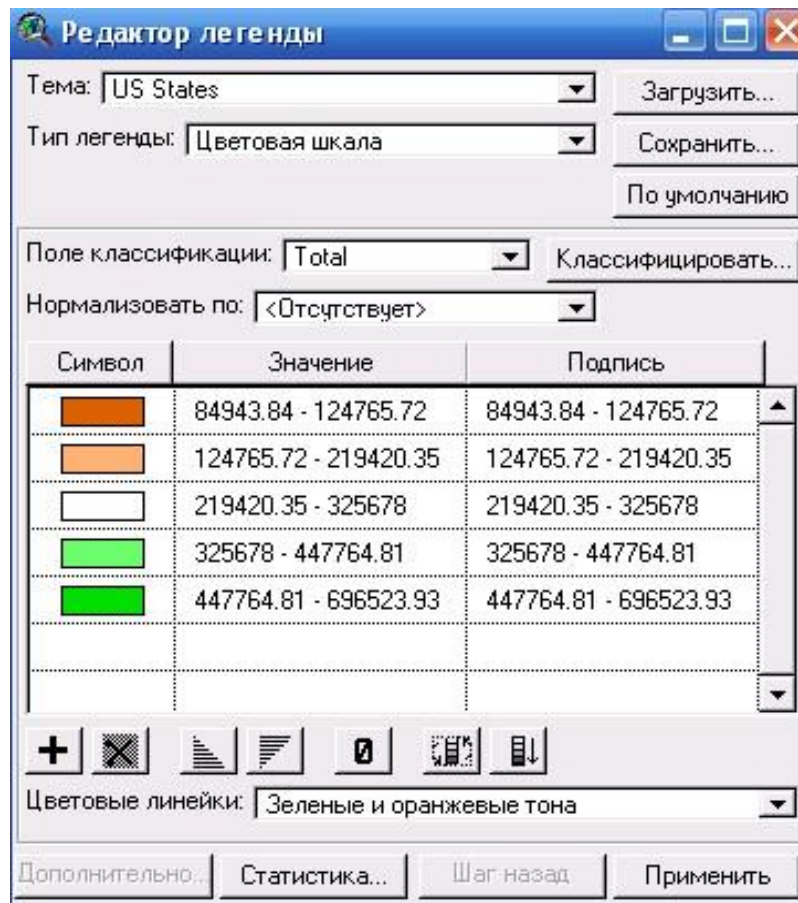 Редактор легенды
Тема: US States
Загрузить...
Тип легенды: Цветовая шкала
Сохранить...
По умолчанию
Поле классификации: Total
Классифицировать...
Нормализовать по: <Отсутствует>
Символ Значение Подпись
84943.84 - 124765.72 84943.84 - 124765.72
124765.72 - 219420.35 124765.72 - 219420.35
219420.35 - 325678 219420.35 - 325678
325678 - 447764.81 325678 - 447764.81
447764.81 - 696523.93 447764.81 - 696523.93
0
Цветовые линейки: Зеленые и оранжевые тона
Дополнительно... Статистика... Шаг назад Применить